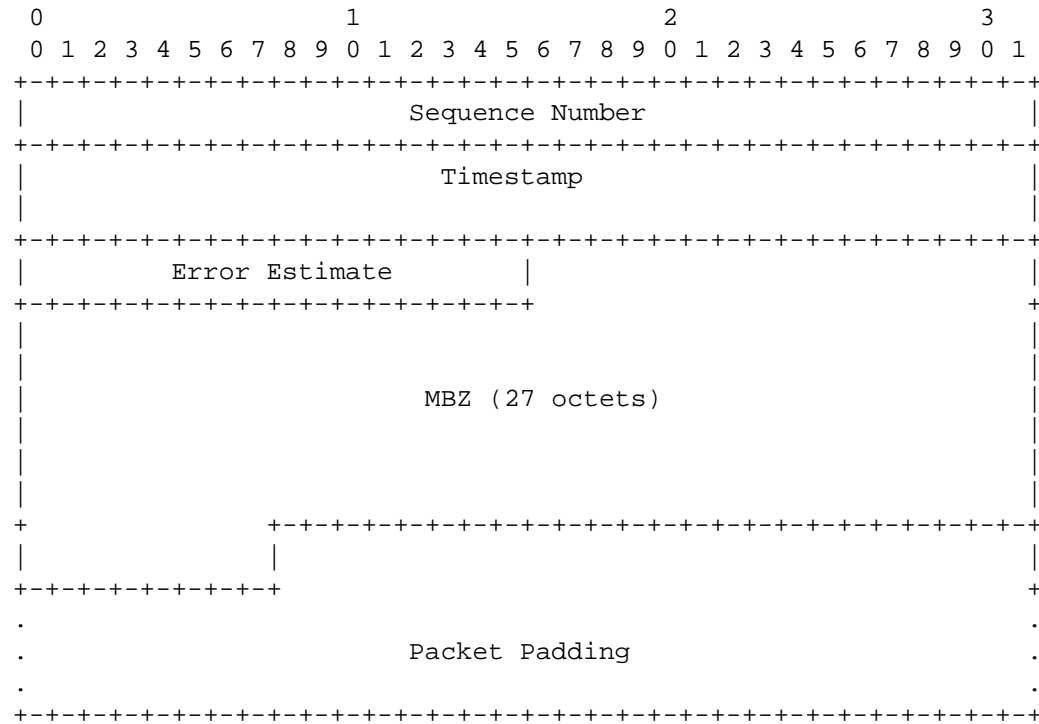 0                   1                   2                   3
 0 1 2 3 4 5 6 7 8 9 0 1 2 3 4 5 6 7 8 9 0 1 2 3 4 5 6 7 8 9 0 1
+-+-+-+-+-+-+-+-+-+-+-+-+-+-+-+-+-+-+-+-+-+-+-+-+-+-+-+-+-+-+-+-+
|                        Sequence Number                        |
+-+-+-+-+-+-+-+-+-+-+-+-+-+-+-+-+-+-+-+-+-+-+-+-+-+-+-+-+-+-+-+-+
|                          Timestamp                            |
|                                                               |
+-+-+-+-+-+-+-+-+-+-+-+-+-+-+-+-+-+-+-+-+-+-+-+-+-+-+-+-+-+-+-+-+
|         Error Estimate        |                               |
+-+-+-+-+-+-+-+-+-+-+-+-+-+-+-+-+                               +
|                                                               |
|                                                               |
|                         MBZ (27 octets)                       |
|                                                               |
|                                                               |
|                                                               |
+               +-+-+-+-+-+-+-+-+-+-+-+-+-+-+-+-+-+-+-+-+-+-+-+-+
|               |                                               |
+-+-+-+-+-+-+-+-+                                               +
.                                                               .
.                        Packet Padding                         .
.                                                               .
+-+-+-+-+-+-+-+-+-+-+-+-+-+-+-+-+-+-+-+-+-+-+-+-+-+-+-+-+-+-+-+-+